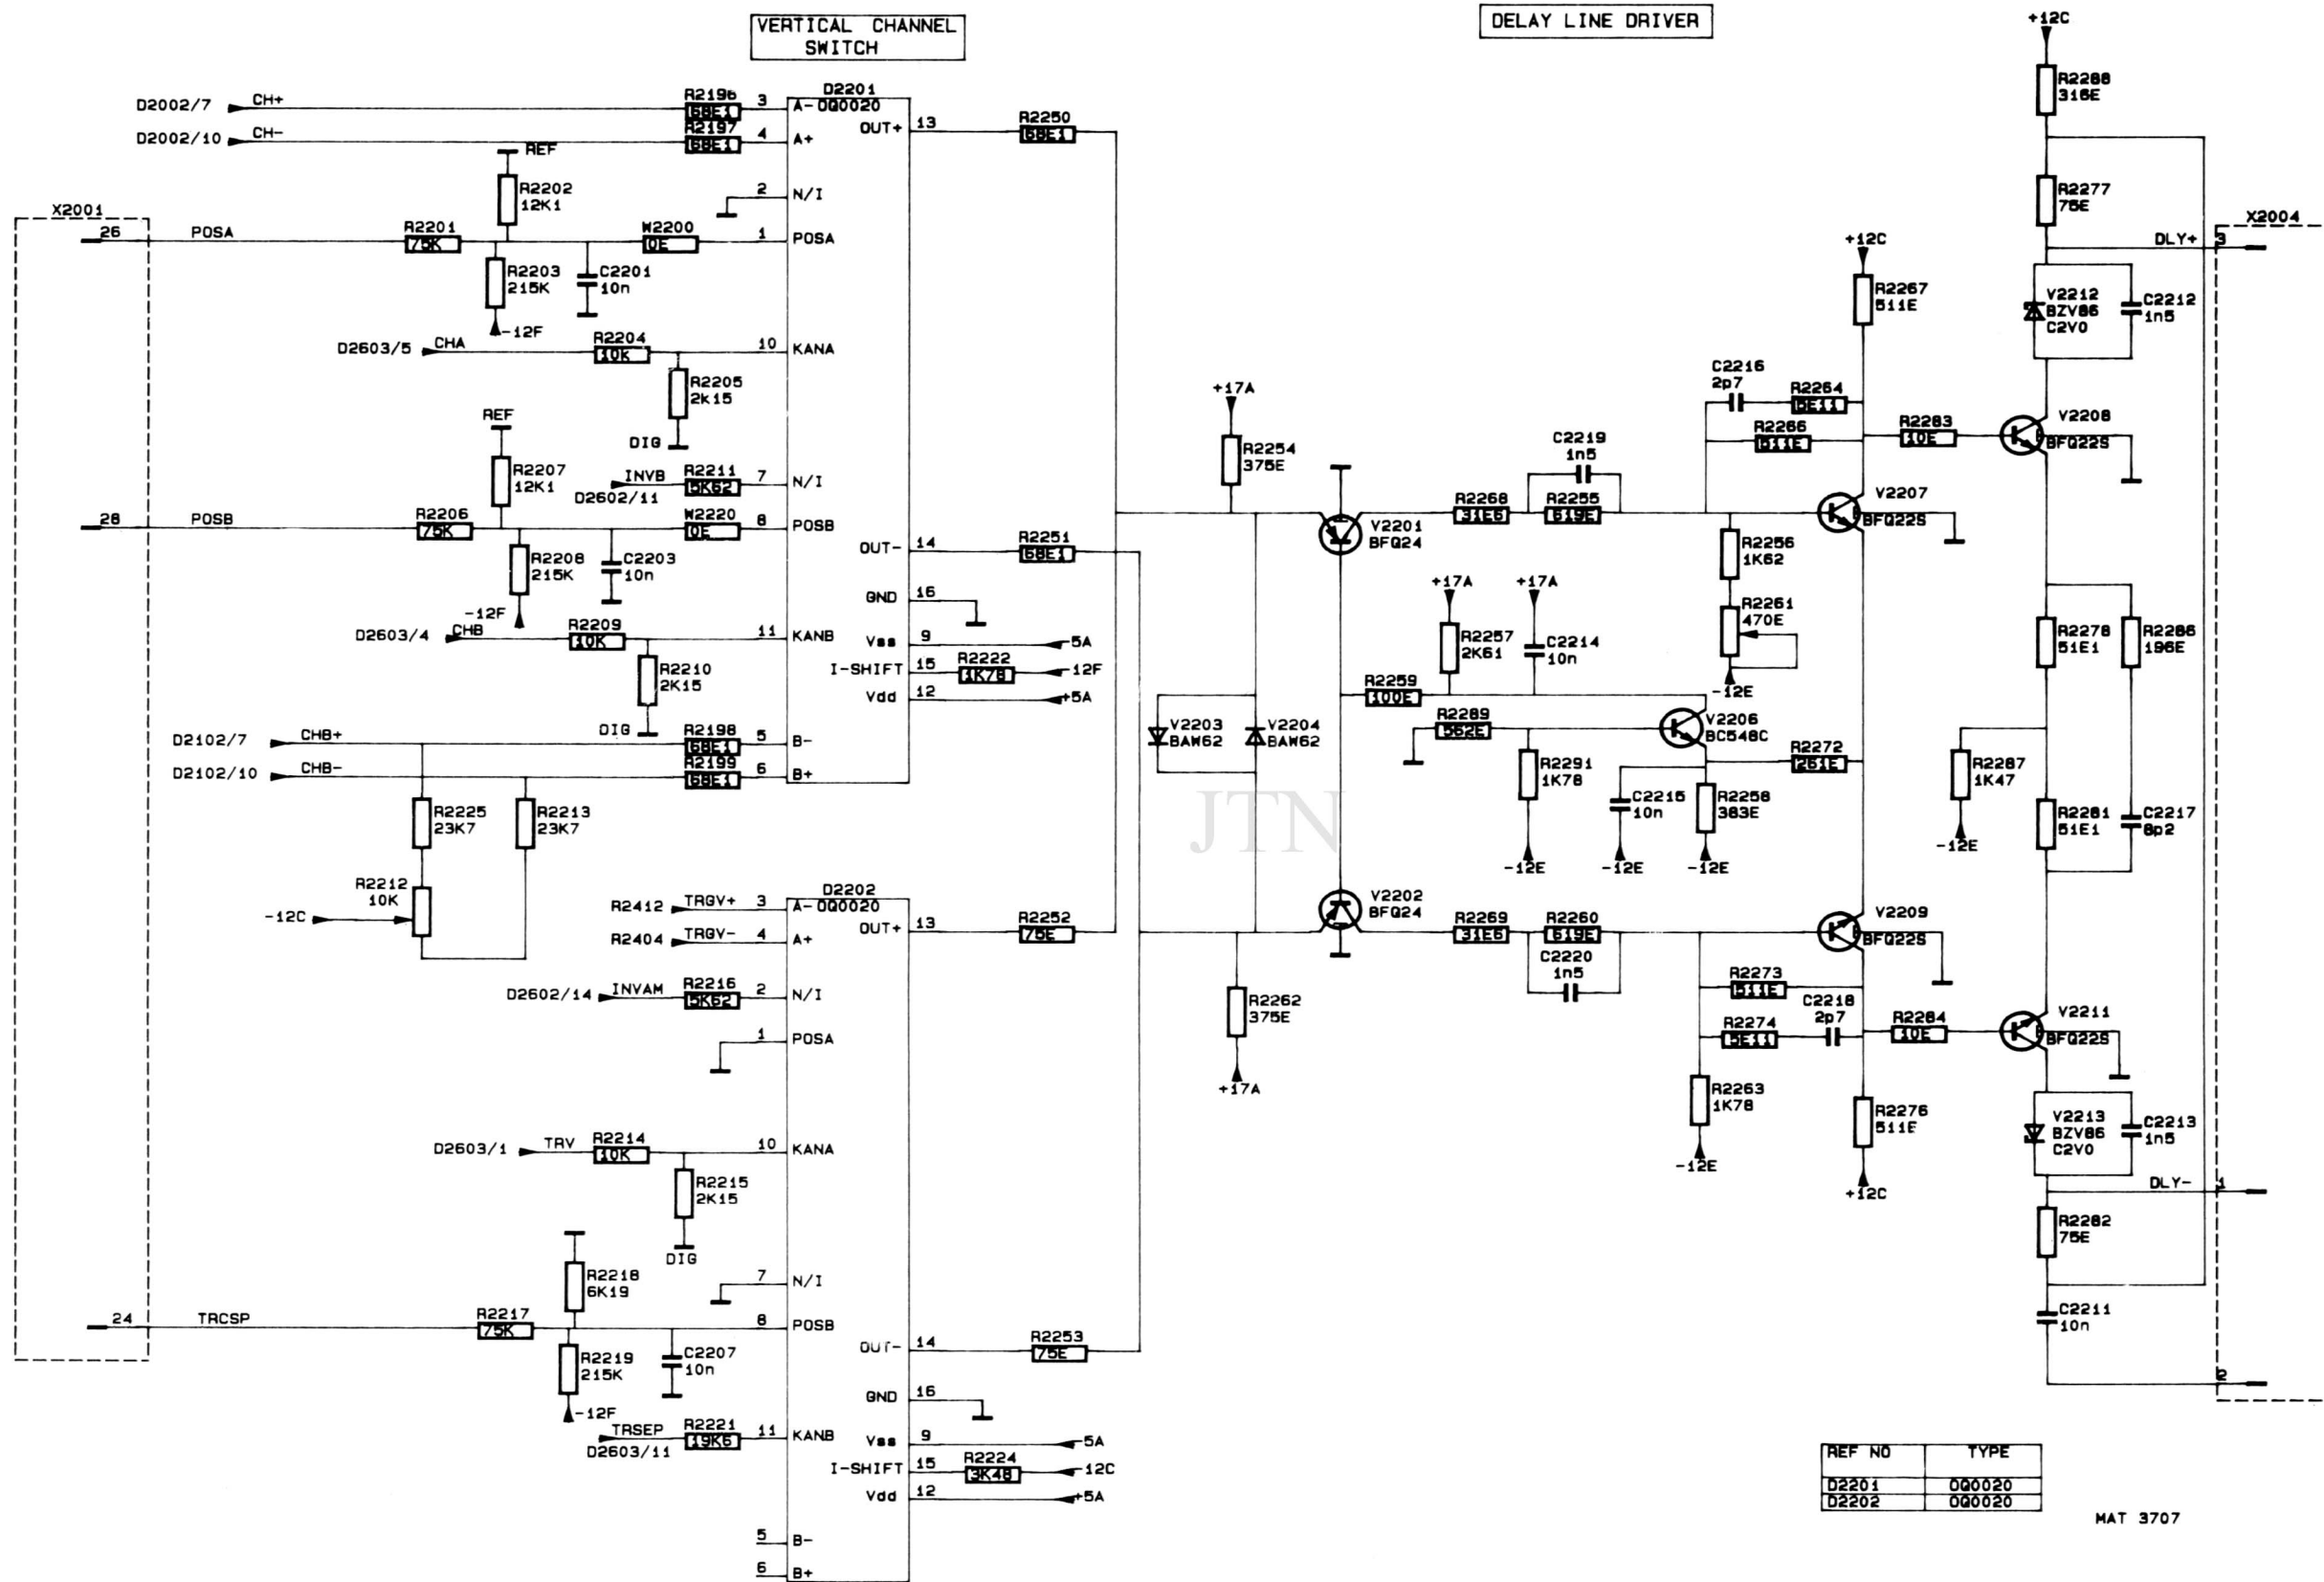 VERTICAL CHANNEL
SWITCH
DELAY LINE DRIVER
+12C
R2288
316E
R2277
75E
X2004
DLY+ 3
V2212
BZV86
C2V0
C2212
1n5
D2201
D2002/7
CH+
R2196
68E1
3
A- OQ0020
D2002/10
CH-
R2197
68E1
4
A+
OUT+
13
R2250
68E1
REF
R2202
12K1
2
N/I
X2001
26
POSA
R2201
75K
W2200
0E
1
POSA
R2203
215K
C2201
10n
-12F
D2603/5
CHA
R2204
10K
10
KANA
R2205
2K15
DIG
REF
R2207
12K1
INVB
D2602/11
R2211
5K62
7
N/I
28
POSB
R2206
75K
W2220
0E
8
POSB
R2208
215K
C2203
10n
-12F
OUT-
14
R2251
68E1
GND
16
D2603/4
CHB
R2209
10K
11
KANB
Vss
9
-5A
R2210
2K15
I-SHIFT
15
R2222
1K78
-12F
Vdd
12
+5A
DIG
D2102/7
CHB+
R2198
68E1
5
B-
D2102/10
CHB-
R2199
68E1
6
B+
R2225
23K7
R2213
23K7
R2212
10K
-12C
+17A
R2254
375E
V2201
BFQ24
C2219
1n5
R2268
31E6
R2255
619E
C2216
2p7
R2264
5E11
R2266
511E
+12C
R2267
511E
R2283
10E
V2208
BFQ22S
V2207
BFQ22S
R2256
1K62
R2261
470E
-12E
+17A
R2257
2K61
+17A
C2214
10n
R2259
100E
V2203
BAW62
V2204
BAW62
R2289
562E
V2206
BC548C
R2291
1K78
C2215
10n
R2258
383E
R2272
261E
-12E
-12E
-12E
R2278
51E1
R2286
196E
R2287
1K47
-12E
R2281
51E1
C2217
8p2
JTN
D2202
R2412
TRGV+
3
A- OQ0020
R2404
TRGV-
4
A+
OUT+
13
R2252
75E
D2602/14
INVAM
R2216
5K62
2
N/I
1
POSA
D2603/1
TRV
R2214
10K
10
KANA
R2215
2K15
DIG
R2218
6K19
7
N/I
24
TRCSP
R2217
75K
8
POSB
R2219
215K
C2207
10n
-12F
OUT-
14
R2253
75E
GND
16
TRSEP
D2603/11
R2221
19K6
11
KANB
Vss
9
-5A
I-SHIFT
15
R2224
3K48
-12C
Vdd
12
+5A
5
B-
6
B+
V2202
BFQ24
R2262
375E
+17A
R2269
31E6
R2260
619E
C2220
1n5
V2209
BFQ22S
R2273
511E
R2274
5E11
C2218
2p7
R2284
10E
V2211
BFQ22S
R2263
1K78
-12E
R2276
511E
+12C
V2213
BZV86
C2V0
C2213
1n5
DLY- 1
R2282
75E
C2211
10n
2
REF NO TYPE
D2201 OQ0020
D2202 OQ0020
MAT 3707